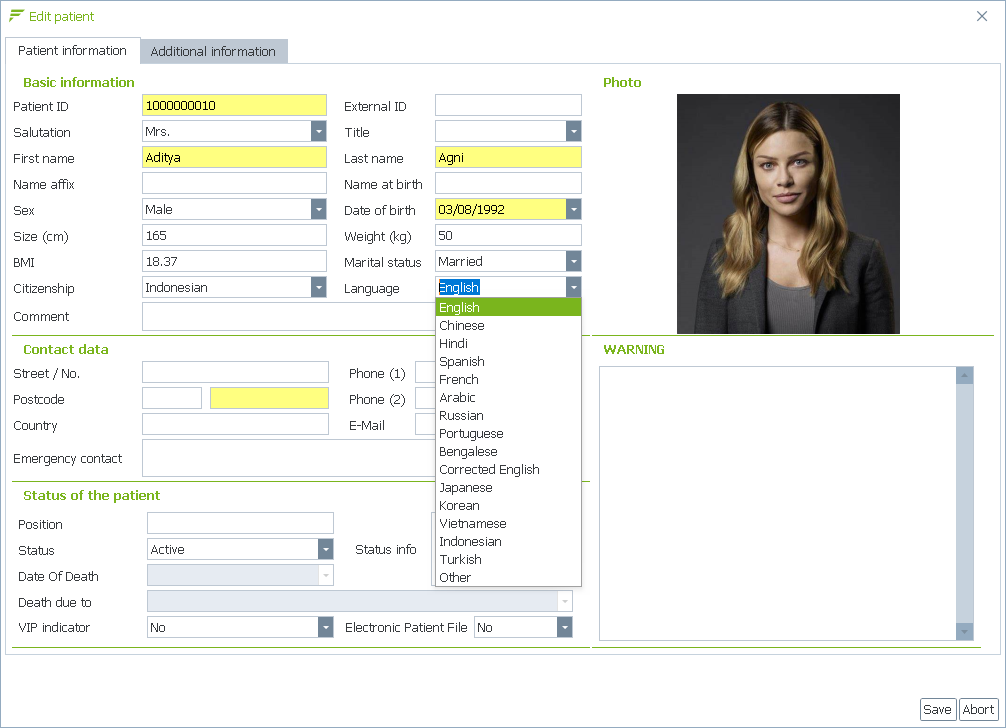 Edit patient
Patient information Additional information
Basic information
Patient ID 1000000010 External ID
Salutation Mrs. Title
First name Aditya Last name Agni
Name affix Name at birth
Sex Male Date of birth 03/08/1992
Size (cm) 165 Weight (kg) 50
BMI 18.37 Marital status Married
Citizenship Indonesian Language English
Comment
English
Chinese
Hindi
Spanish
French
Arabic
Russian
Portuguese
Bengalese
Corrected English
Japanese
Korean
Vietnamese
Indonesian
Turkish
Other
Contact data
Street / No. Phone (1)
Postcode Phone (2)
Country E-Mail
Emergency contact
Status of the patient
Position
Status Active Status info
Date Of Death
Death due to
VIP indicator No Electronic Patient File No
Photo
WARNING
Save Abort